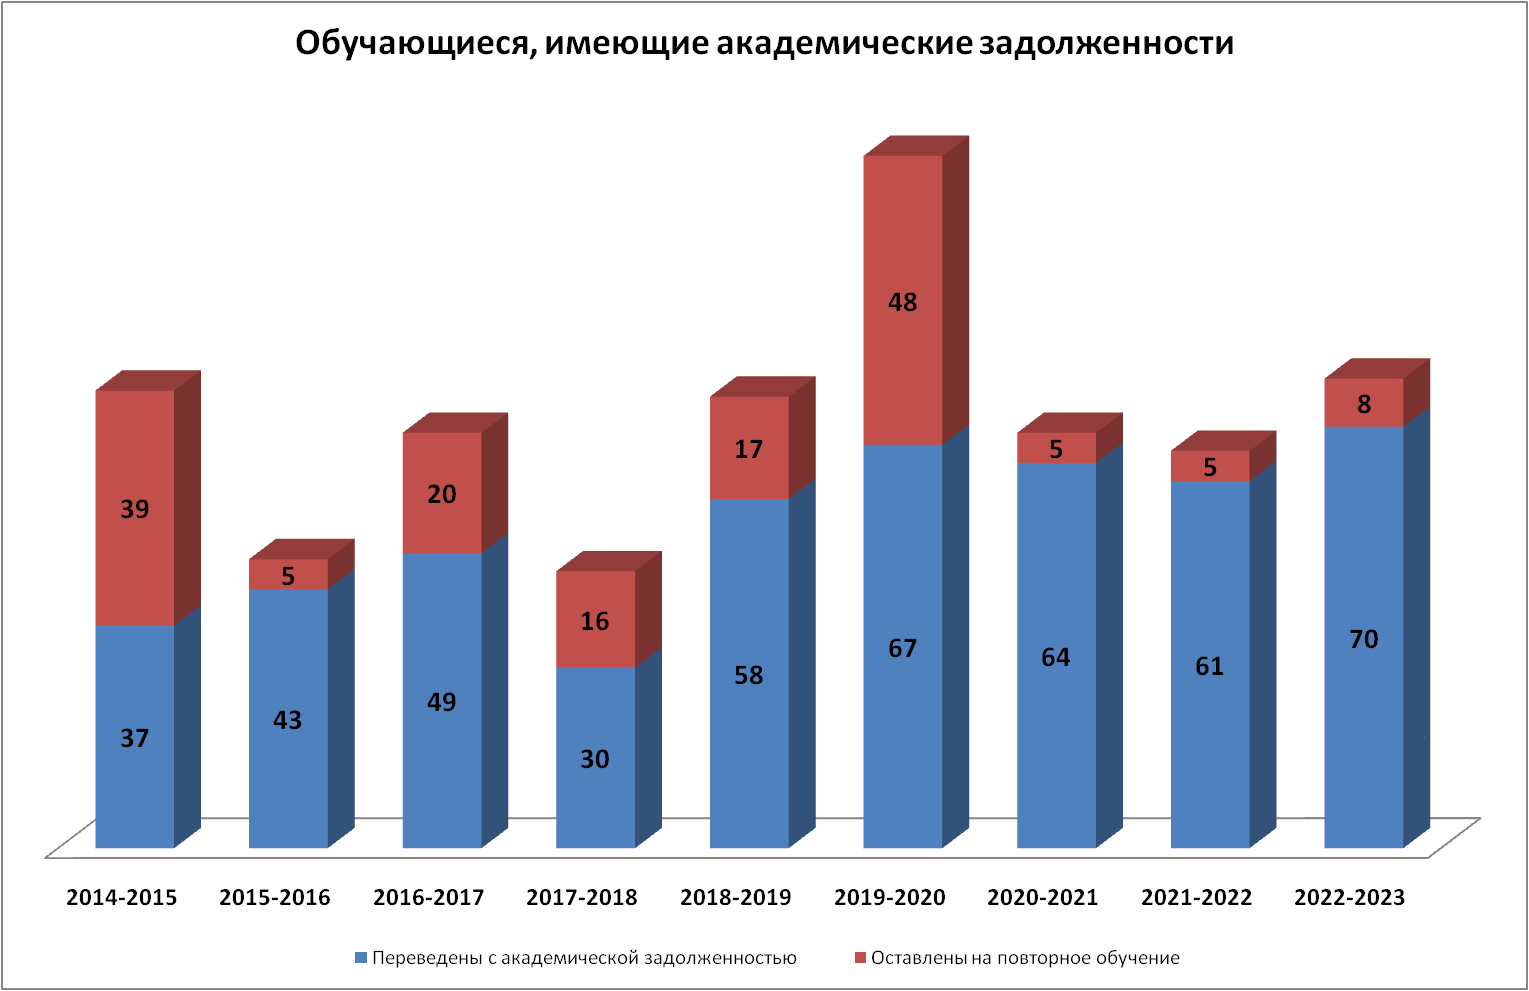 Обучающиеся, имеющие академические задолженности
39 5 20 16 17 48 5 5 8
37 43 49 30 58 67 64 61 70
2014-2015 2015-2016 2016-2017 2017-2018 2018-2019 2019-2020 2020-2021 2021-2022 2022-2023
Переведены с академической задолженностью Оставлены на повторное обучение